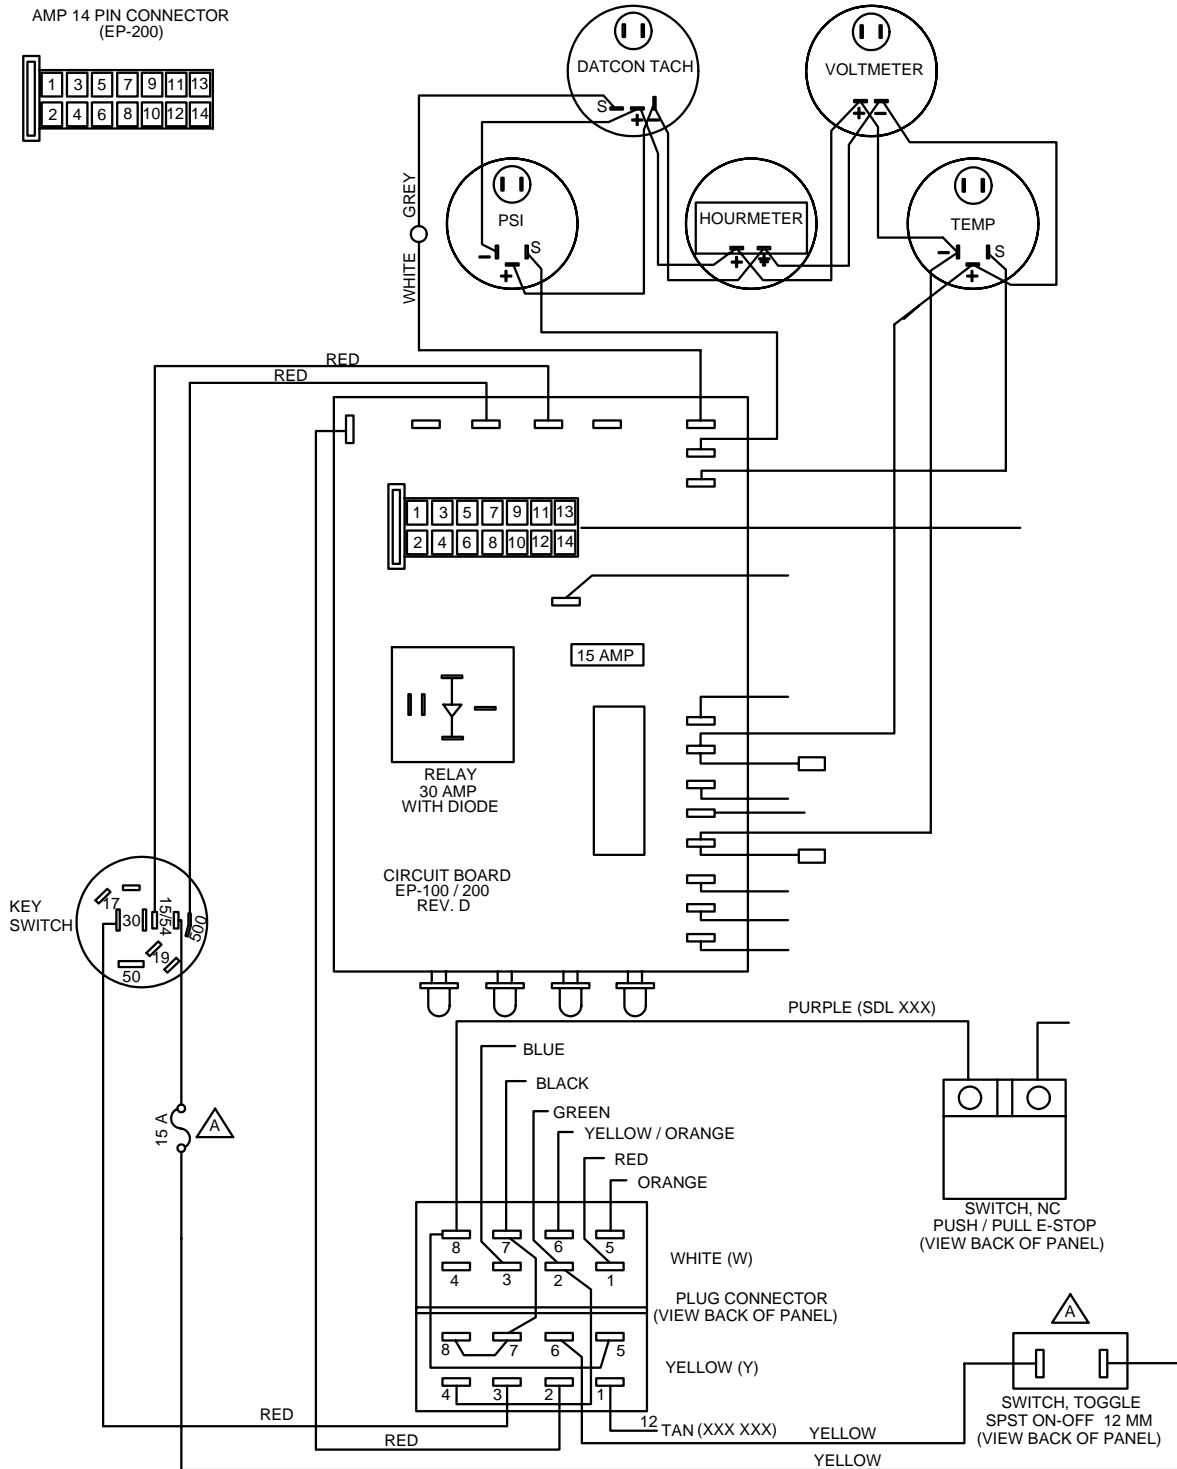 AMP 14 PIN CONNECTOR
(EP-200)
1 3 5 7 9 11 13
2 4 6 8 10 12 14
DATCON TACH
S
+ -
VOLTMETER
+ -
GREY
WHITE
PSI
S
-
+
HOURMETER
+ +
TEMP
S
-
+
RED
RED
1 3 5 7 9 11 13
2 4 6 8 10 12 14
15 AMP
RELAY
30 AMP
WITH DIODE
CIRCUIT BOARD
EP-100 / 200
REV. D
KEY
SWITCH
17
30
15/54
500
19
50
15 A
A
PURPLE (SDL XXX)
BLUE
BLACK
GREEN
YELLOW / ORANGE
RED
ORANGE
SWITCH, NC
PUSH / PULL E-STOP
(VIEW BACK OF PANEL)
8 7 6 5
4 3 2 1
WHITE (W)
PLUG CONNECTOR
(VIEW BACK OF PANEL)
8 7 6 5
YELLOW (Y)
4 3 2 1
A
SWITCH, TOGGLE
SPST ON-OFF 12 MM
(VIEW BACK OF PANEL)
RED
RED
12
TAN (XXX XXX)
YELLOW
YELLOW